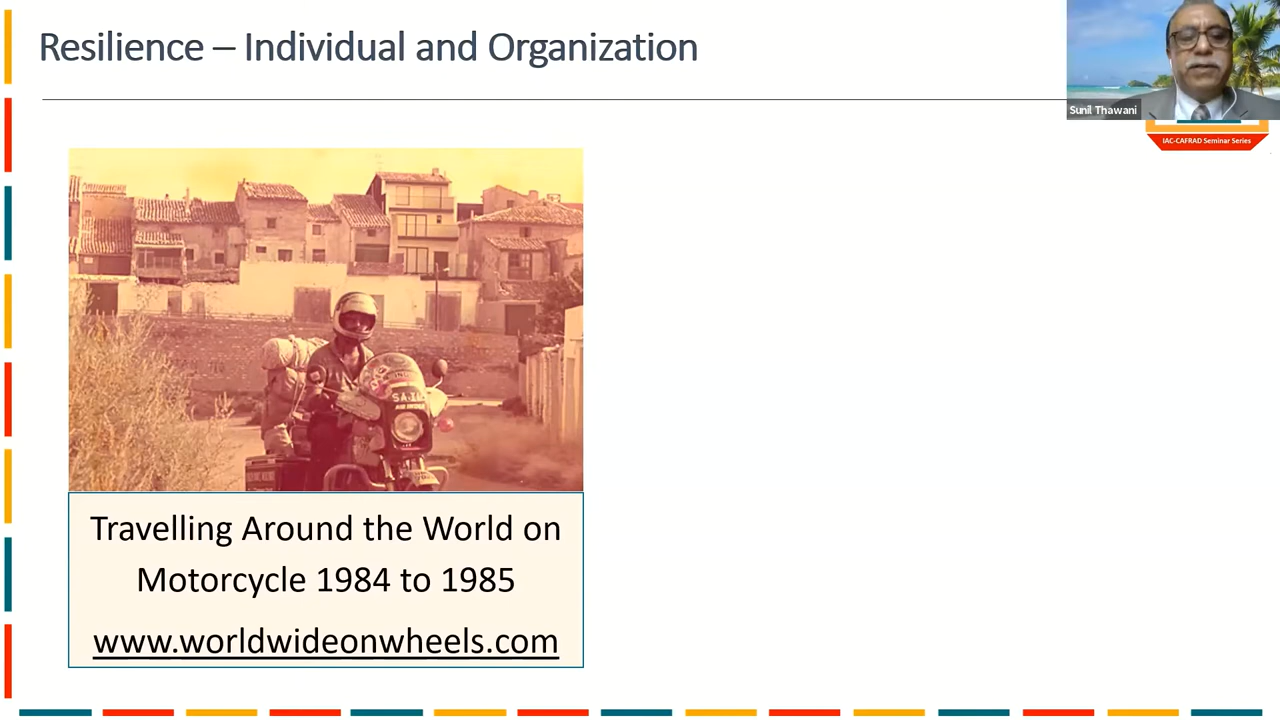 Resilience – Individual and Organization
Sunil Thawani
IAC-CAFRAD Seminar Series
Travelling Around the World on
Motorcycle 1984 to 1985
www.worldwideonwheels.com